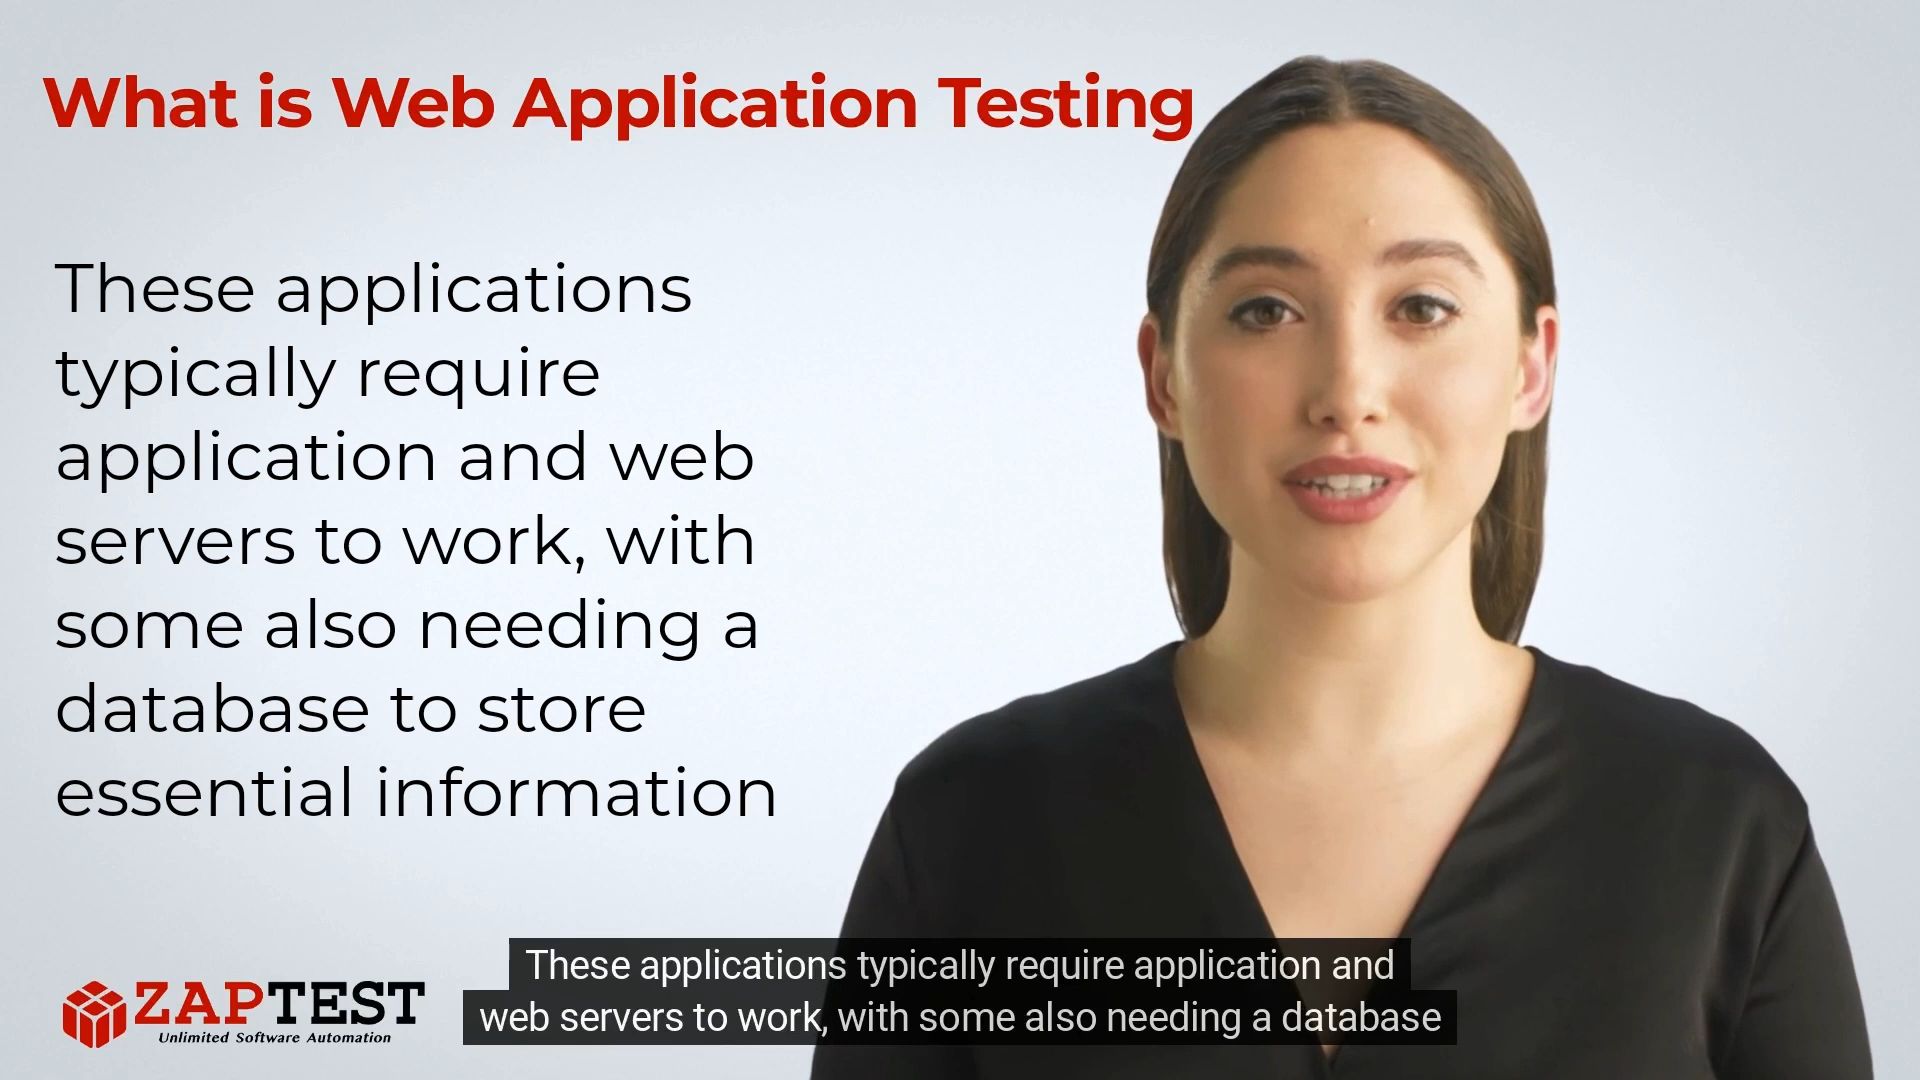 What is Web Application Testing
These applications
typically require
application and web
servers to work, with
some also needing a
database to store
essential information
ZAPTEST
Unlimited Software Automation
These applications typically require application and
web servers to work, with some also needing a database